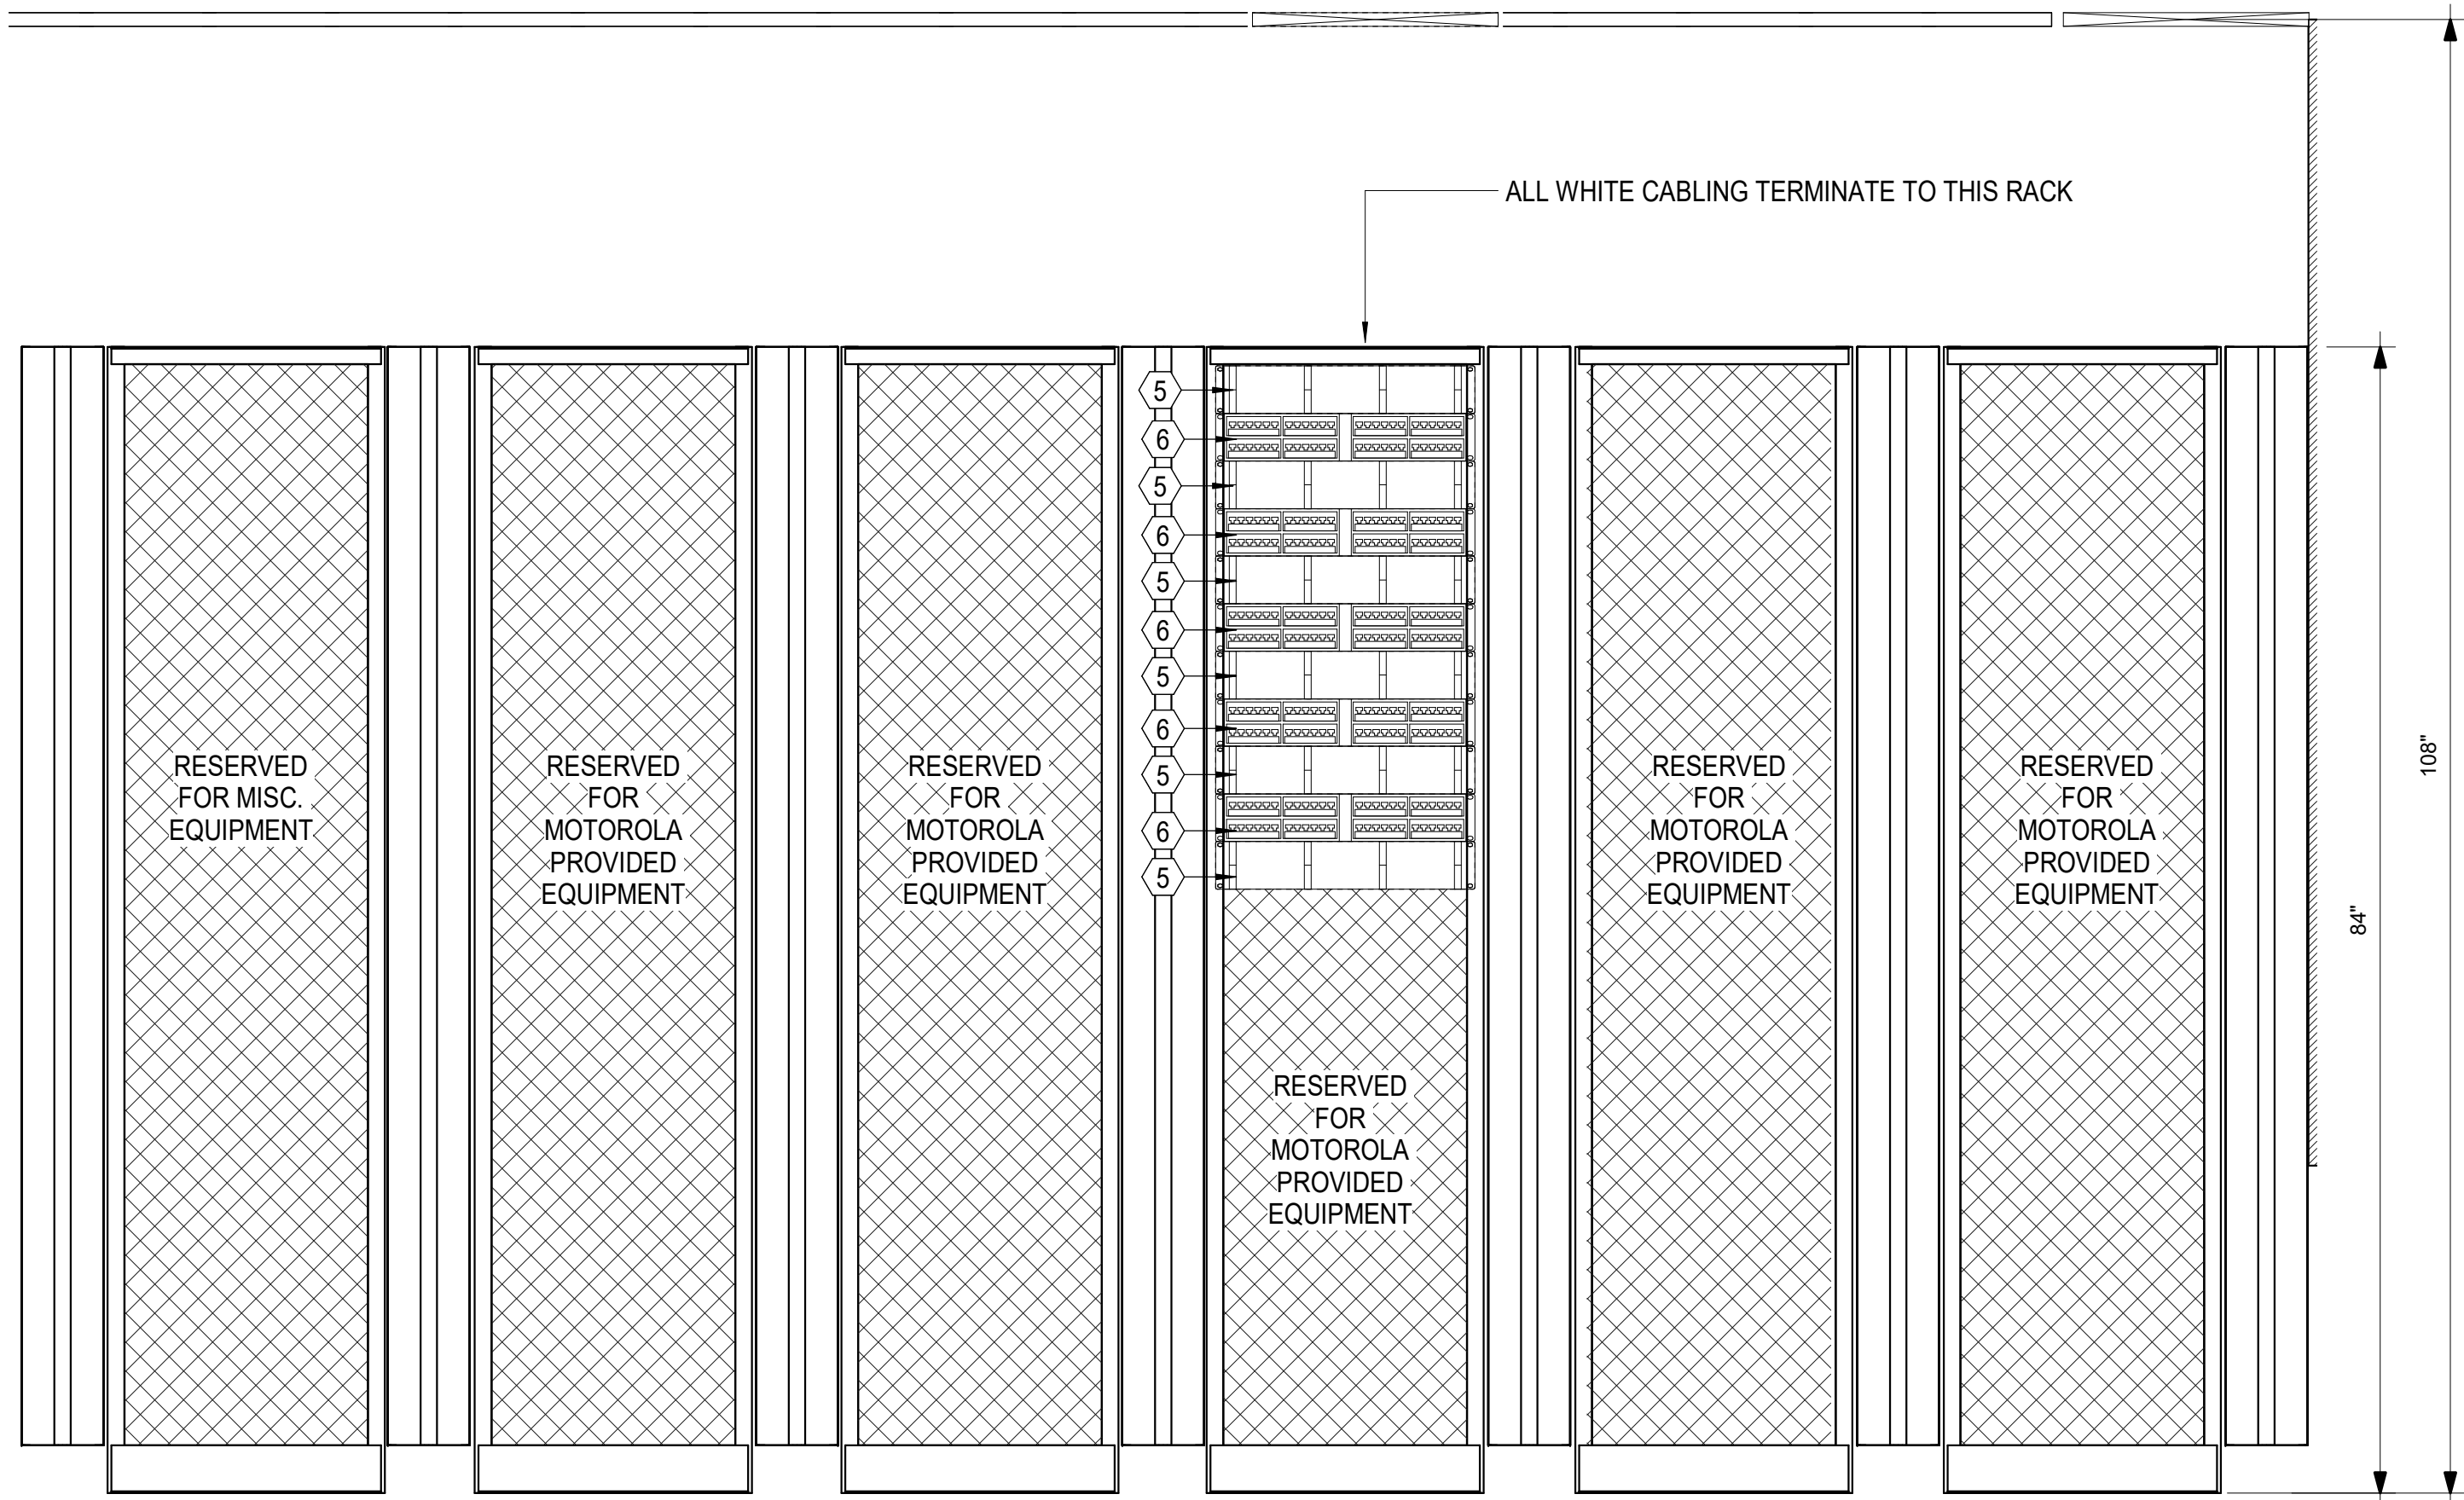 ALL WHITE CABLING TERMINATE TO THIS RACK
5
6
5
6
5
6
5
6
5
6
5
RESERVED
FOR MISC.
EQUIPMENT
RESERVED
FOR
MOTOROLA
PROVIDED
EQUIPMENT
RESERVED
FOR
MOTOROLA
PROVIDED
EQUIPMENT
RESERVED
FOR
MOTOROLA
PROVIDED
EQUIPMENT
RESERVED
FOR
MOTOROLA
PROVIDED
EQUIPMENT
RESERVED
FOR
MOTOROLA
PROVIDED
EQUIPMENT
84"
108"